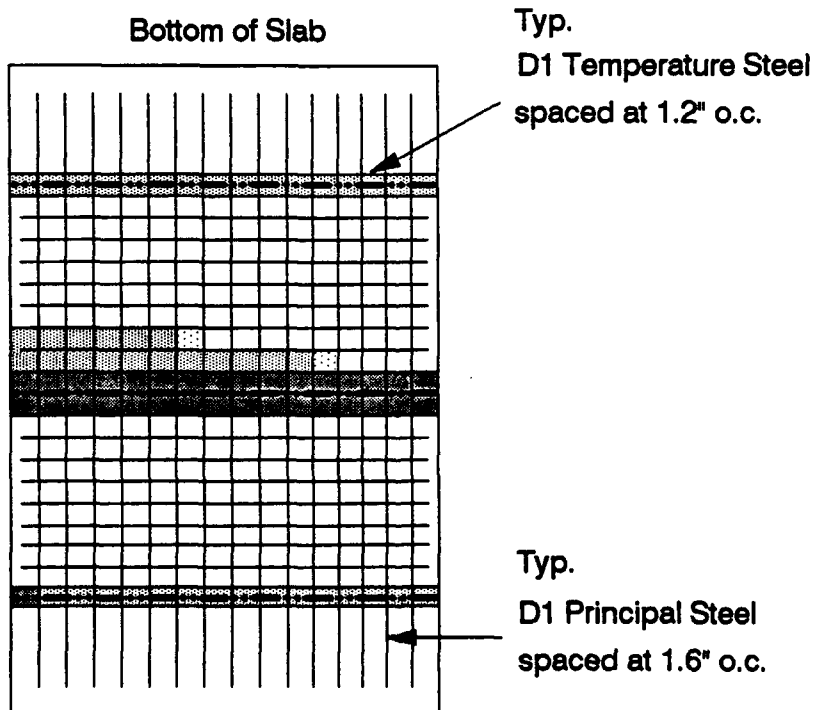 Bottom of Slab
Typ.
D1 Temperature Steel
spaced at 1.2" o.c.
Typ.
D1 Principal Steel
spaced at 1.6" o.c.